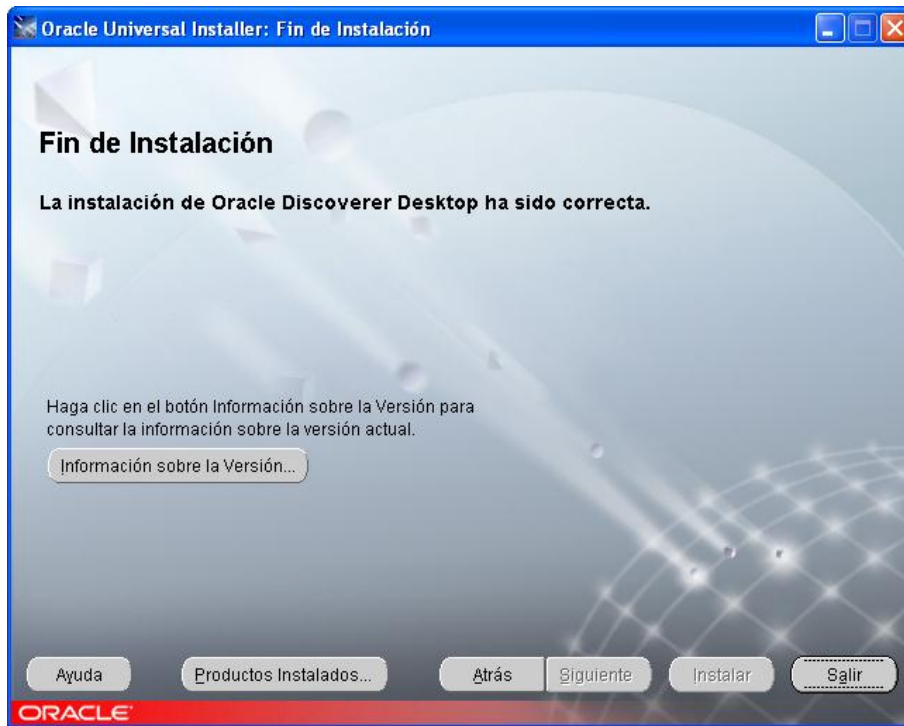 Oracle Universal Installer: Fin de Instalación
Fin de Instalación
La instalación de Oracle Discoverer Desktop ha sido correcta.
Haga clic en el botón Información sobre la Versión para
consultar la información sobre la versión actual.
Información sobre la Versión...
Ayuda
Productos Instalados...
Atrás
Siguiente
Instalar
Salir
ORACLE